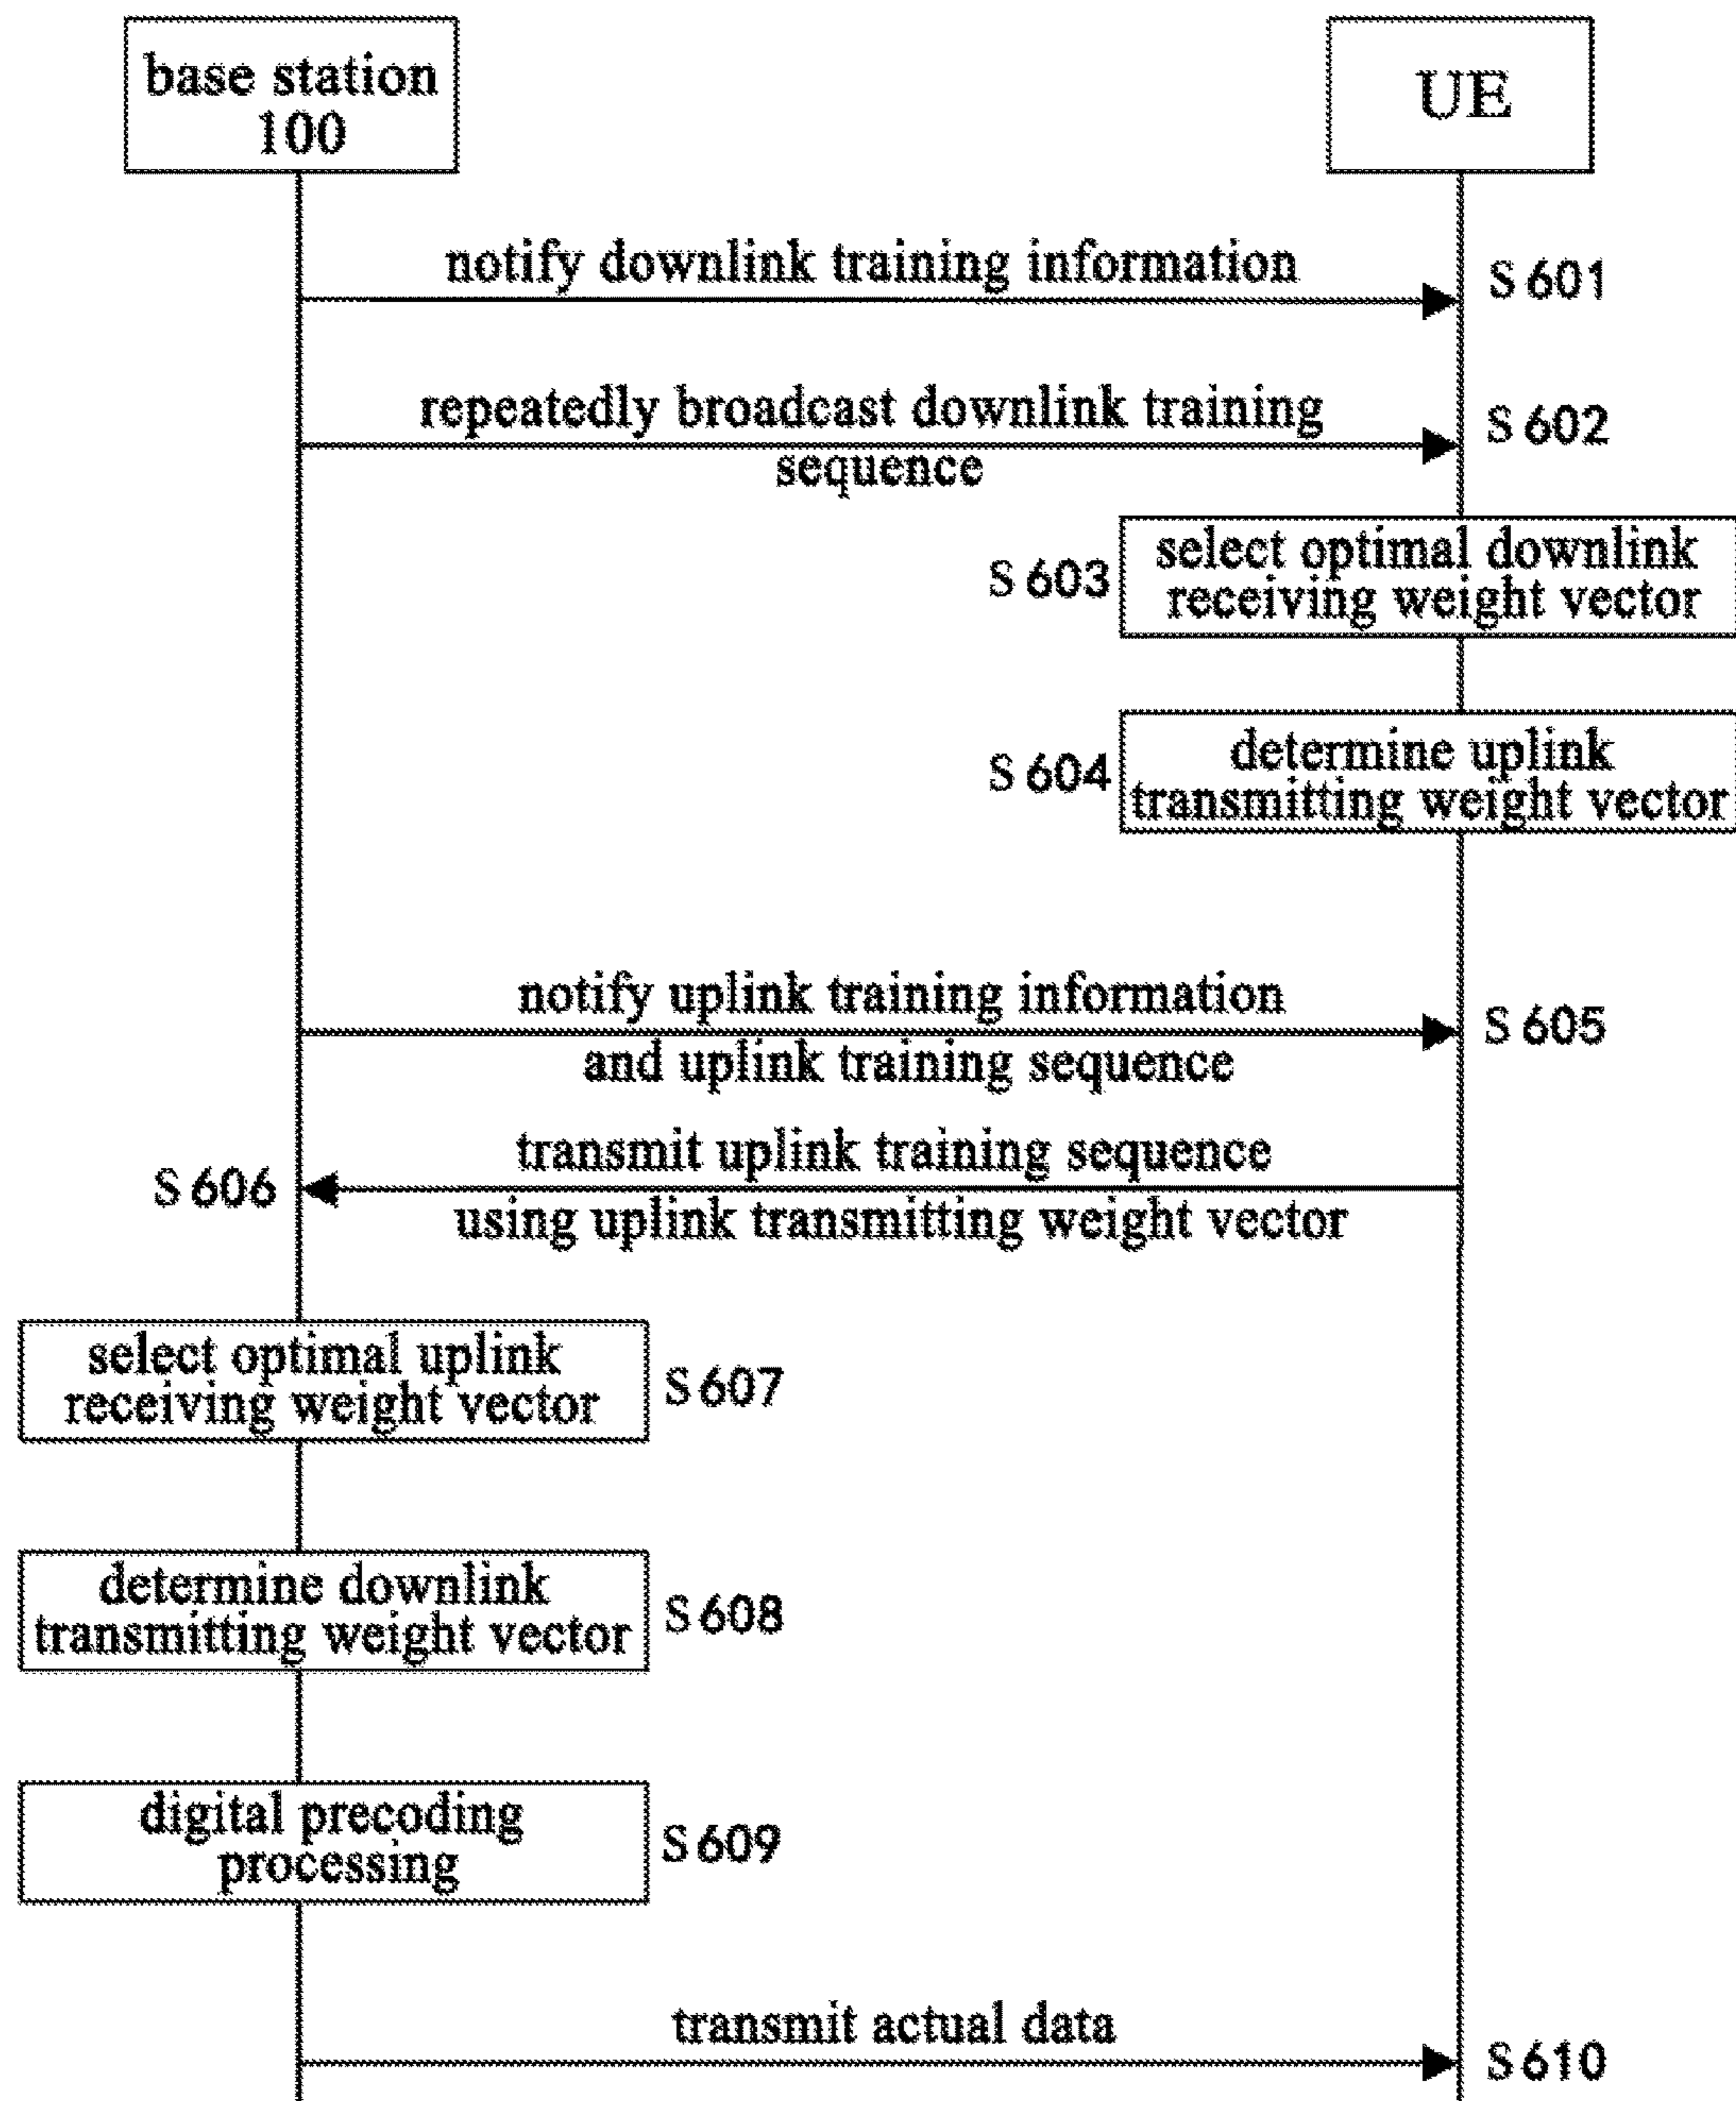 base station
100
UE
notify downlink training information
S 601
repeatedly broadcast downlink training
sequence
S 602
S 603
select optimal downlink
receiving weight vector
S 604
determine uplink
transmitting weight vector
notify uplink training information
and uplink training sequence
S 605
transmit uplink training sequence
using uplink transmitting weight vector
S 606
select optimal uplink
receiving weight vector
S 607
determine downlink
transmitting weight vector
S 608
digital precoding
processing
S 609
transmit actual data
S 610